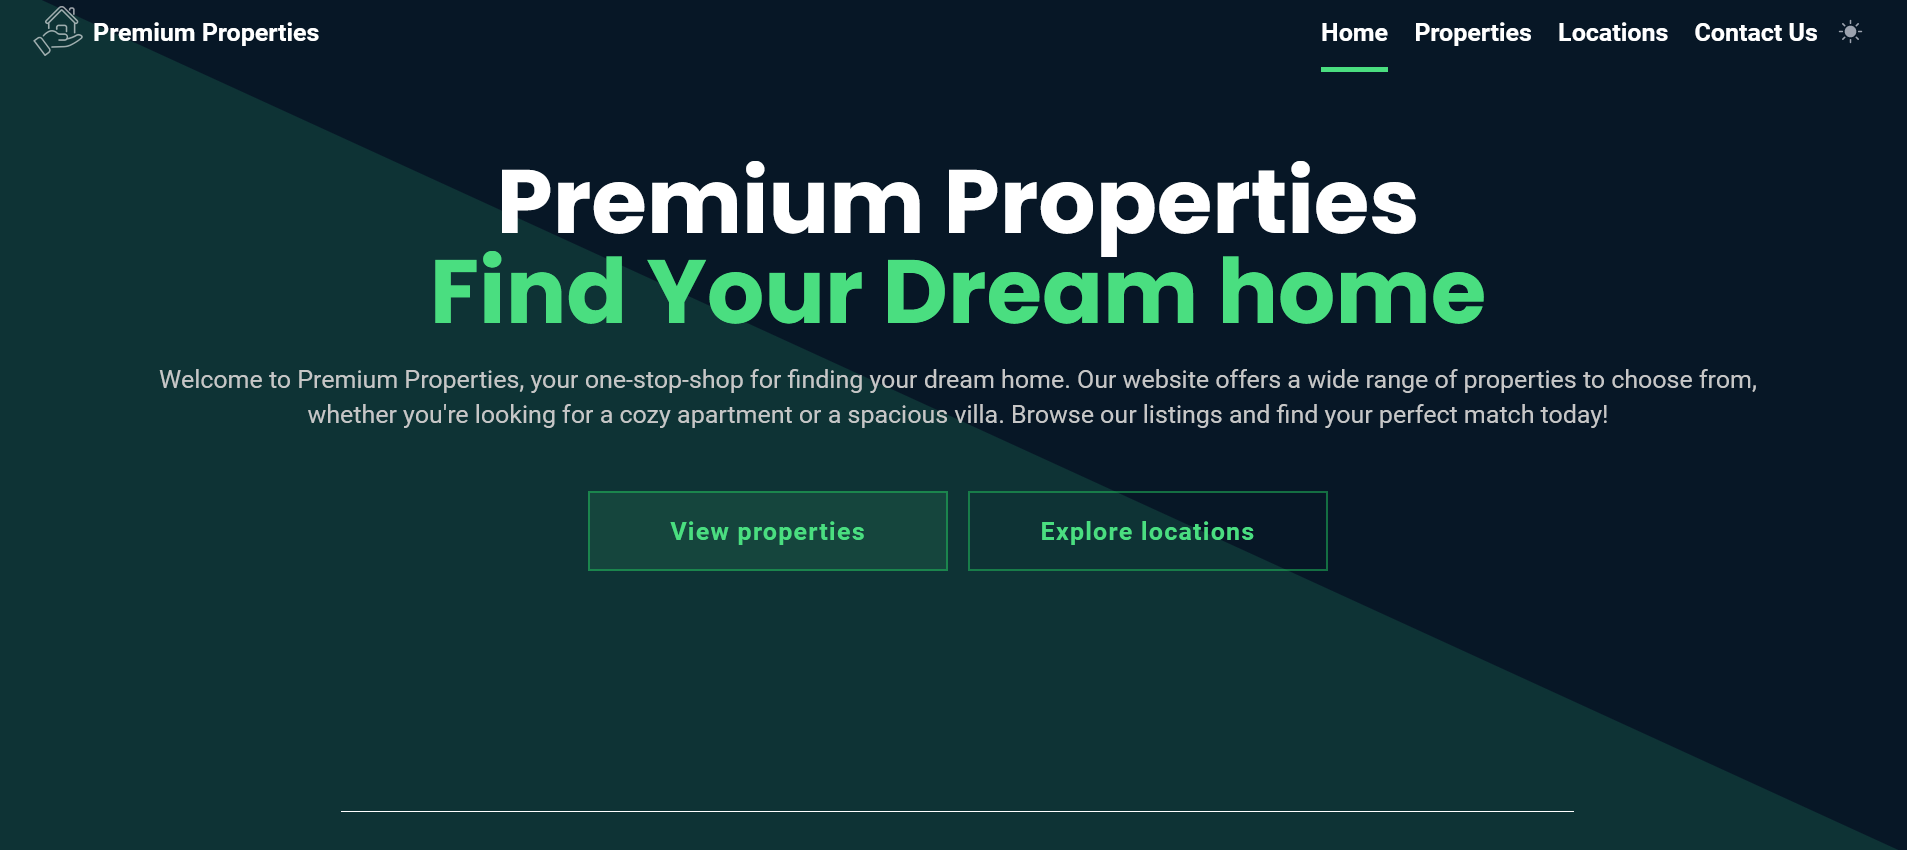 Premium Properties
Home Properties Locations Contact Us
Premium Properties
Find Your Dream home
Welcome to Premium Properties, your one-stop-shop for finding your dream home. Our website offers a wide range of properties to choose from,
whether you're looking for a cozy apartment or a spacious villa. Browse our listings and find your perfect match today!
View properties
Explore locations